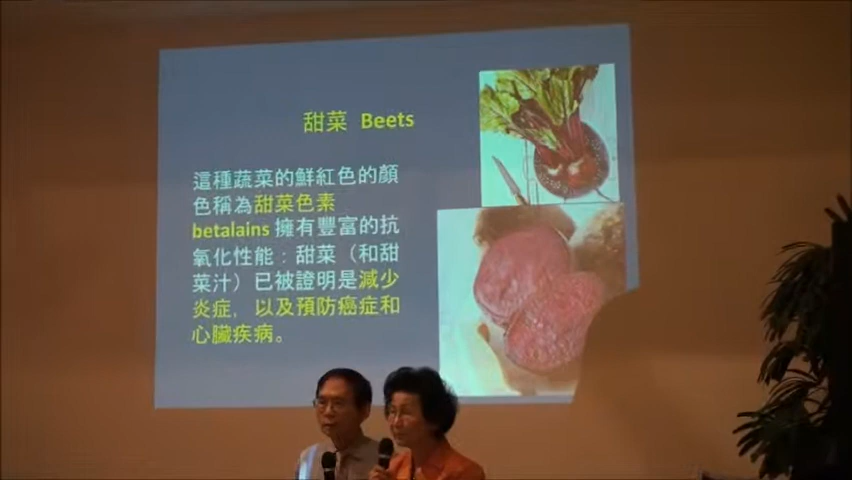 甜菜 Beets
這種蔬菜的鮮紅色的顏
色稱為甜菜色素
betalains 擁有豐富的抗
氧化性能：甜菜（和甜
菜汁）已被證明是減少
炎症，以及預防癌症和
心臟疾病。